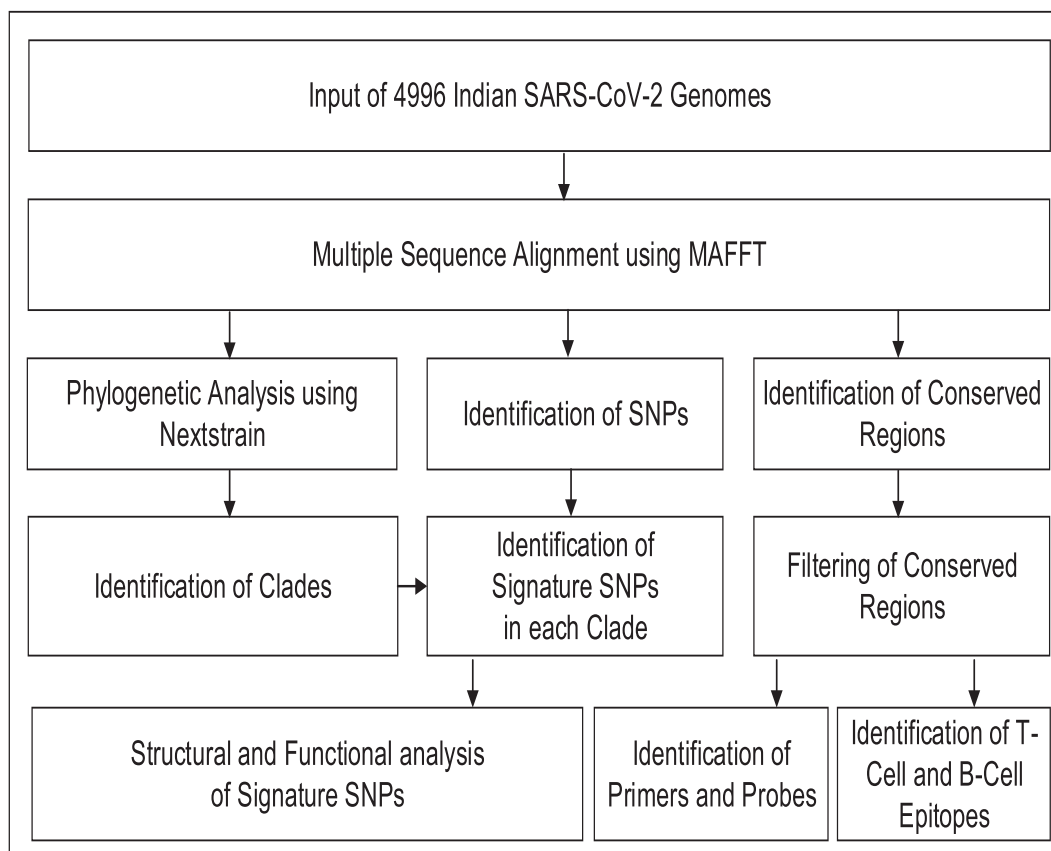 Input of 4996 Indian SARS-CoV-2 Genomes
Multiple Sequence Alignment using MAFFT
Phylogenetic Analysis using
Nextstrain
Identification of SNPs
Identification of Conserved
Regions
Identification of Clades
Identification of
Signature SNPs
in each Clade
Filtering of Conserved
Regions
Structural and Functional analysis
of Signature SNPs
Identification of
Primers and Probes
Identification of T-
Cell and B-Cell
Epitopes